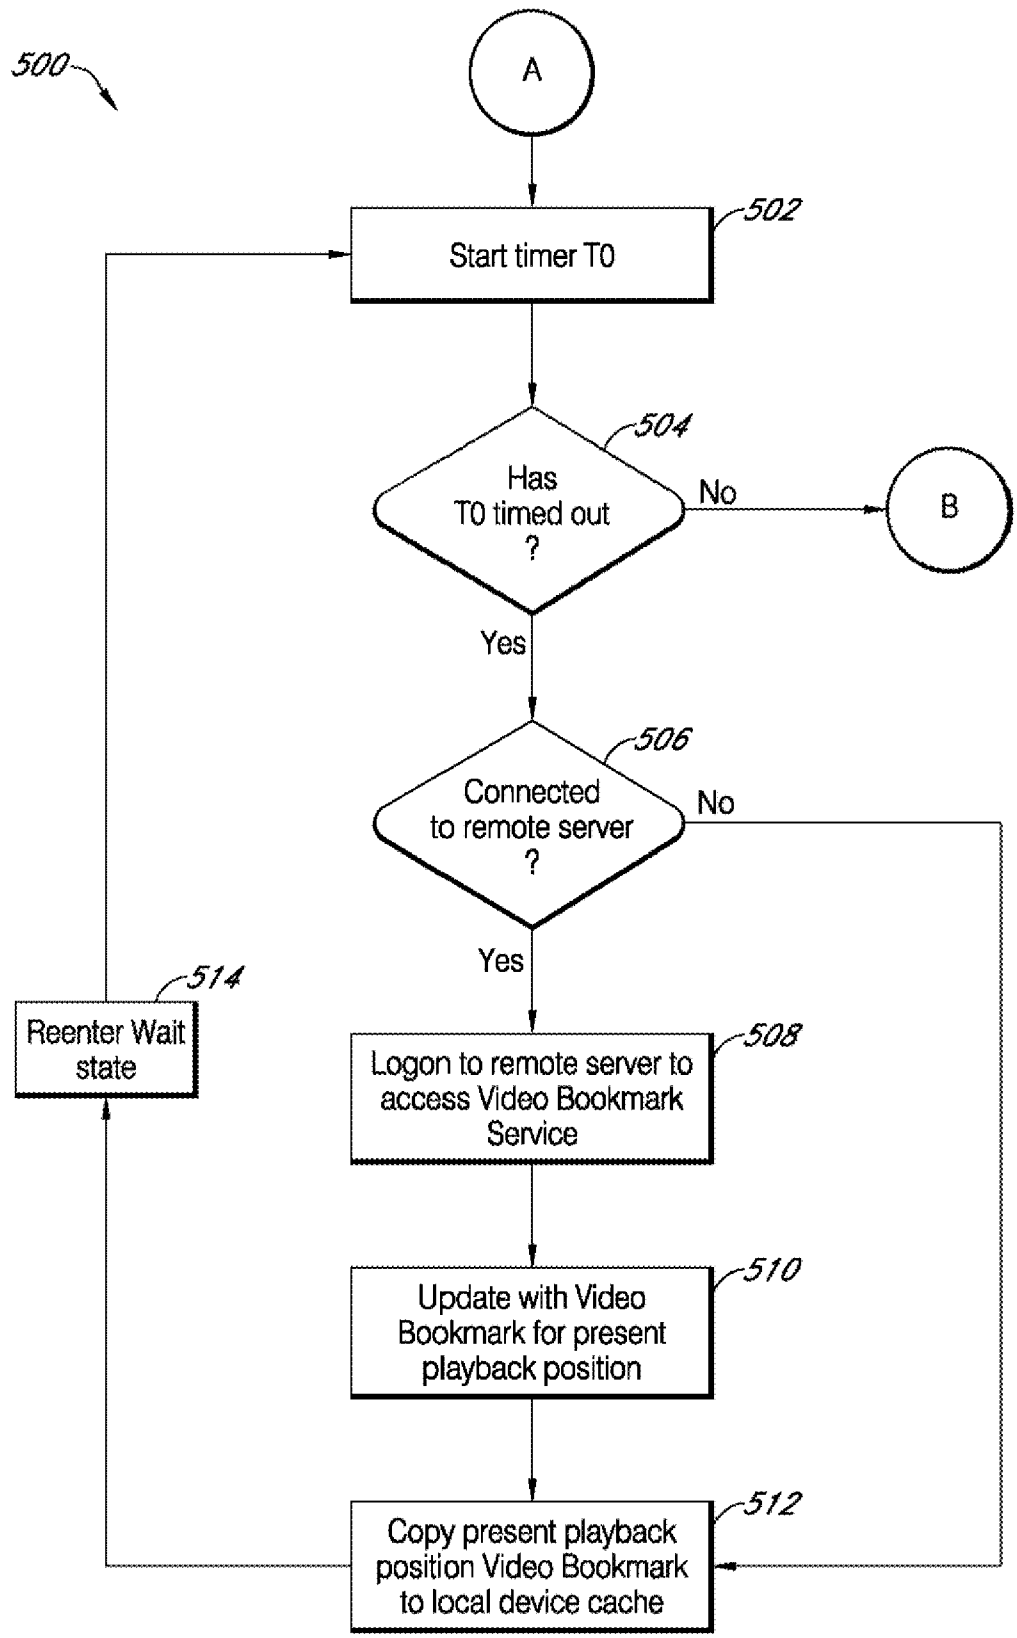 500
A
502
Start timer T0
504
Has
T0 timed out
?
No
B
Yes
506
Connected
to remote server
?
No
Yes
514
Reenter Wait
state
508
Logon to remote server to
access Video Bookmark
Service
510
Update with Video
Bookmark for present
playback position
512
Copy present playback
position Video Bookmark
to local device cache